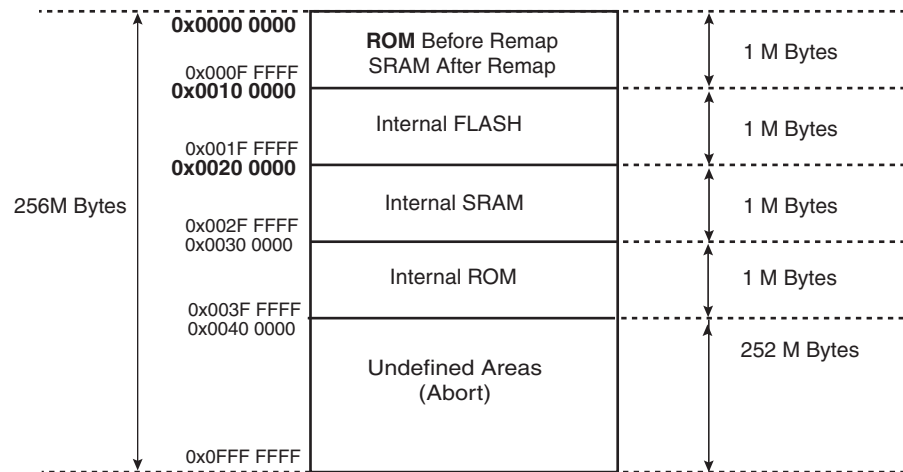 0x0000 0000
ROM Before Remap
SRAM After Remap
1 M Bytes
0x000F FFFF
0x0010 0000
Internal FLASH
1 M Bytes
0x001F FFFF
0x0020 0000
256M Bytes
Internal SRAM
1 M Bytes
0x002F FFFF
0x0030 0000
Internal ROM
1 M Bytes
0x003F FFFF
0x0040 0000
252 M Bytes
Undefined Areas
(Abort)
0x0FFF FFFF